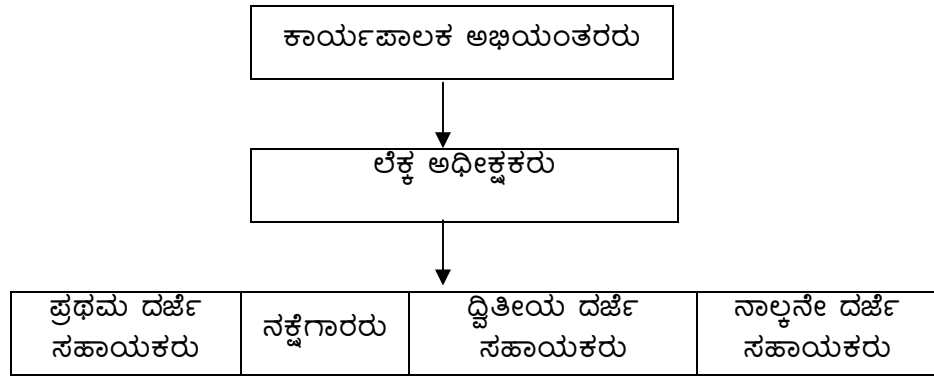 ಕಾರ್ಯಪಾಲಕ ಅಭಿಯಂತರರು
ಲೆಕ್ಕ ಅಧೀಕ್ಷಕರು
ಪ್ರಥಮ ದರ್ಜೆ
ಸಹಾಯಕರು
ನಕ್ಷೆಗಾರರು
ದ್ವಿತೀಯ ದರ್ಜೆ
ಸಹಾಯಕರು
ನಾಲ್ಕನೇ ದರ್ಜೆ
ಸಹಾಯಕರು